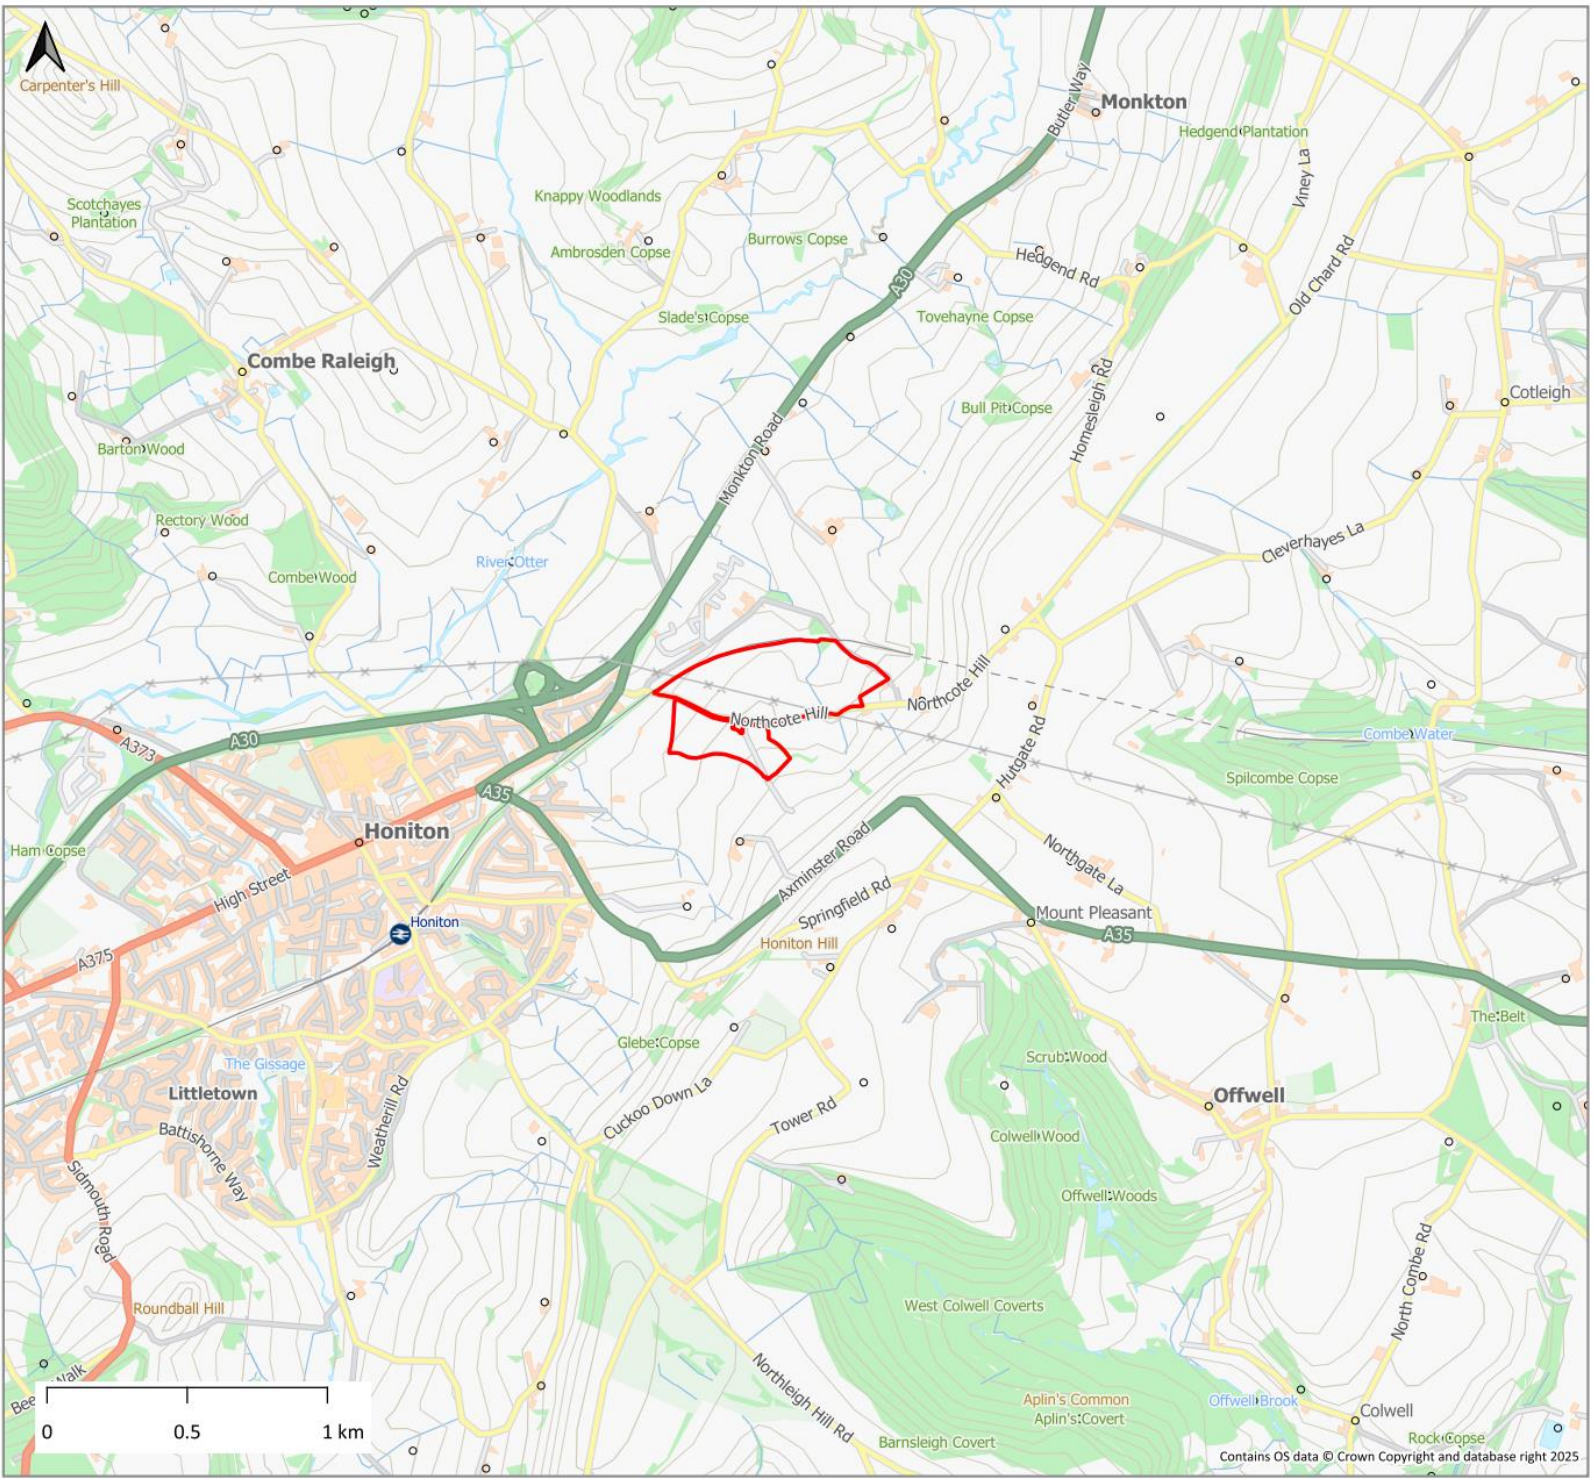 Carpenter's Hill
Butler Way
Monkton
Hedgend Plantation
Viney La
Knappy Woodlands
Scotchayes
Plantation
Burrows Copse
Ambrosden Copse
Hedgend Rd
Old Chard Rd
A30
Slade's Copse
Tovehayne Copse
Combe Raleigh
Homesleigh Rd
Cotleigh
Bull Pit Copse
Monkton Road
Barton Wood
Rectory Wood
Cleverhayes La
River Otter
Combe Wood
Northcote Hill
Northcote Hill
A373
A30
Hutgate Rd
Combe Water
Spilcombe Copse
A35
Honiton
Ham Copse
Axminster Road
Northgate La
High Street
Springfield Rd
Honiton
Mount Pleasant
A35
Honiton Hill
A375
The Belt
Glebe Copse
Scrub Wood
The Gissage
Littletown
Offwell
Weatherill Rd
Cuckoo Down La
Tower Rd
Battishorne Way
Colwell Wood
Sidmouth Road
Offwell Woods
North Combe Rd
Roundball Hill
West Colwell Coverts
Northleigh Hill Rd
Aplin's Common
Aplin's Covert
Offwell Brook
Colwell
Barnsleigh Covert
Rock Copse
0 0.5 1 km
Contains OS data © Crown Copyright and database right 2025